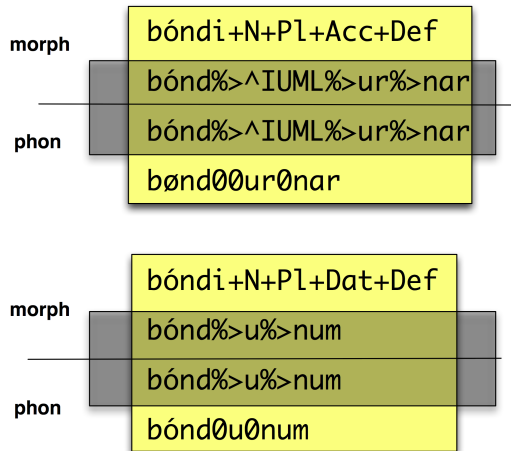 bóndi+N+Pl+Acc+Def
morph
bónd%>^IUML%>ur%>nar
bónd%>^IUML%>ur%>nar
phon
bønd00ur0nar
bóndi+N+Pl+Dat+Def
morph
bónd%>u%>num
bónd%>u%>num
phon
bónd0u0num